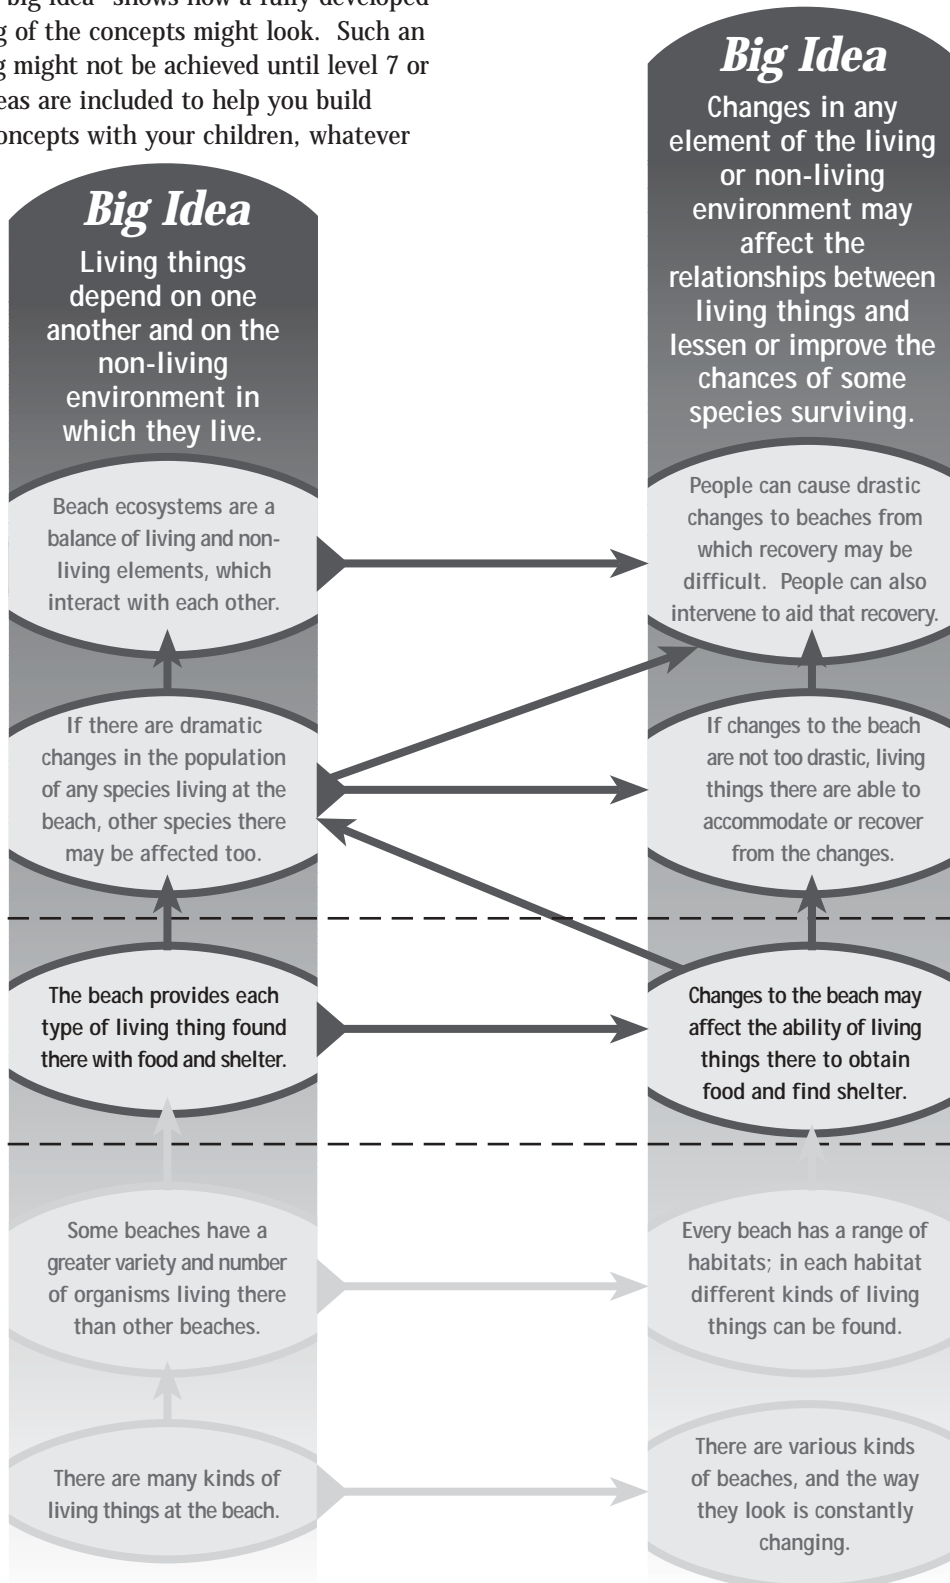 big idea" shows how a fully developed
of the concepts might look. Such an
might not be achieved until level 7 or
are included to help you build
with your children, whatever
Big Idea
Living things
depend on one
another and on the
non-living
environment in
which they live.
Beach ecosystems are a
balance of living and non-
living elements, which
interact with each other.
If there are dramatic
changes in the population
of any species living at the
beach, other species there
may be affected too.
The beach provides each
type of living thing found
there with food and shelter.
Some beaches have a
greater variety and number
of organisms living there
than other beaches.
There are many kinds of
living things at the beach.
Big Idea
Changes in any
element of the living
or non-living
environment may
affect the
relationships between
living things and
lessen or improve the
chances of some
species surviving.
People can cause drastic
changes to beaches from
which recovery may be
difficult. People can also
intervene to aid that recovery.
If changes to the beach
are not too drastic, living
things there are able to
accommodate or recover
from the changes.
Changes to the beach may
affect the ability of living
things there to obtain
food and find shelter.
Every beach has a range of
habitats; in each habitat
different kinds of living
things can be found.
There are various kinds
of beaches, and the way
they look is constantly
changing.